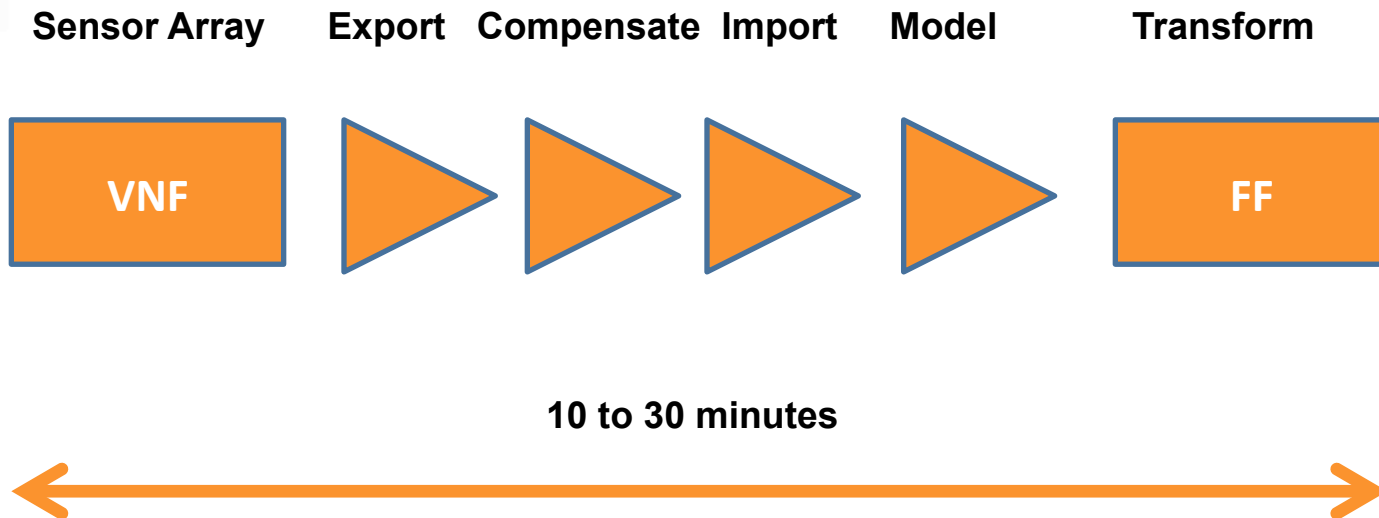 Sensor Array Export Compensate Import Model Transform
VNF FF
10 to 30 minutes